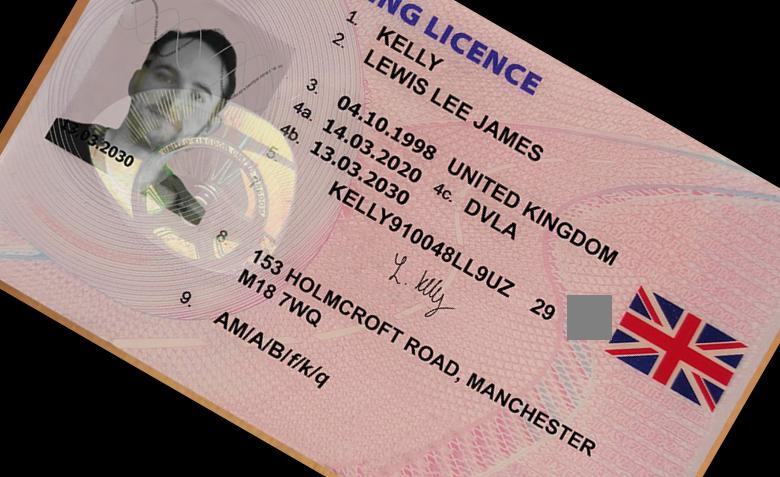 NG LICENCE
1. KELLY
2. LEWIS LEE JAMES
3. 04.10.1998 UNITED KINGDOM
4a. 14.03.2020 4c. DVLA
4b. 13.03.2030
5. KELLY910048LL9UZ 29
13.03.2030
8. 153 HOLMCROFT ROAD, MANCHESTER
M18 7WQ
9. AM/A/B/f/k/q
L. Kelly